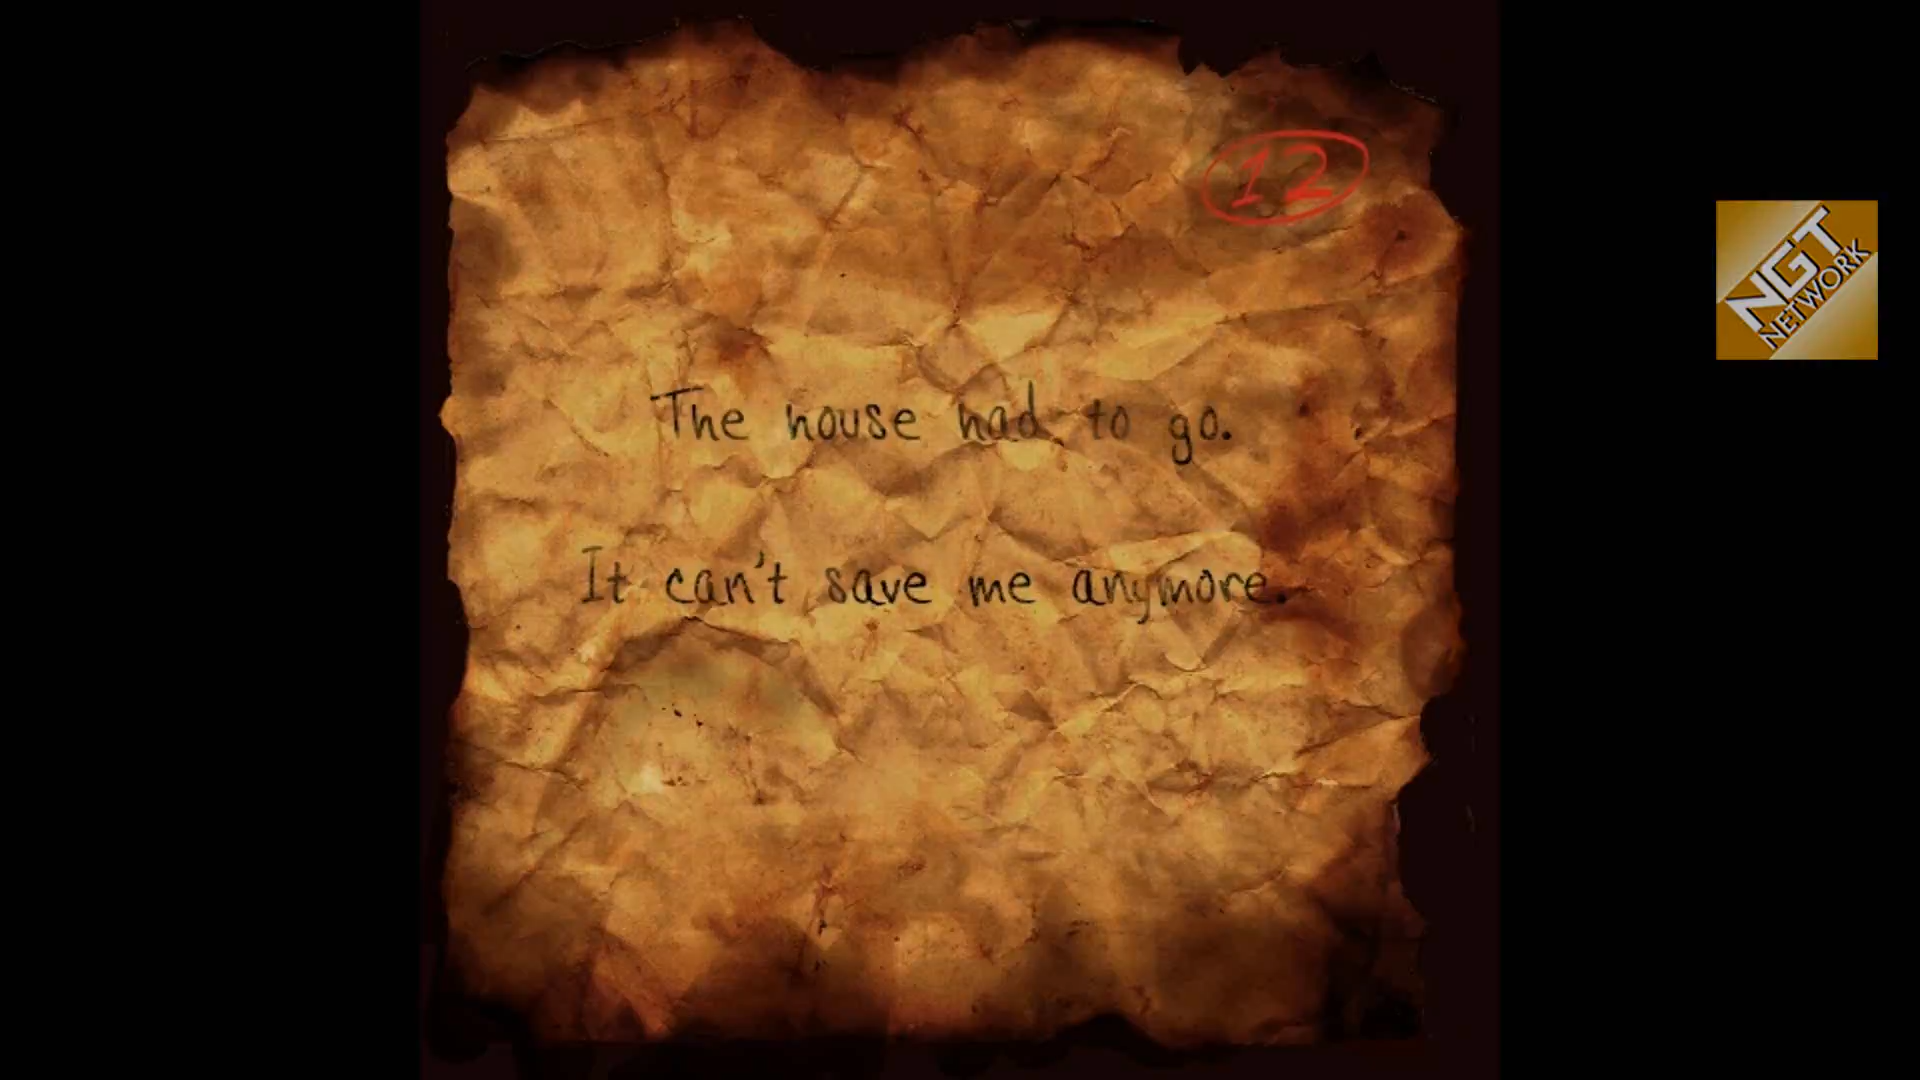 12
The house had to go.
It can't save me anymore.
NGT
NETWORK